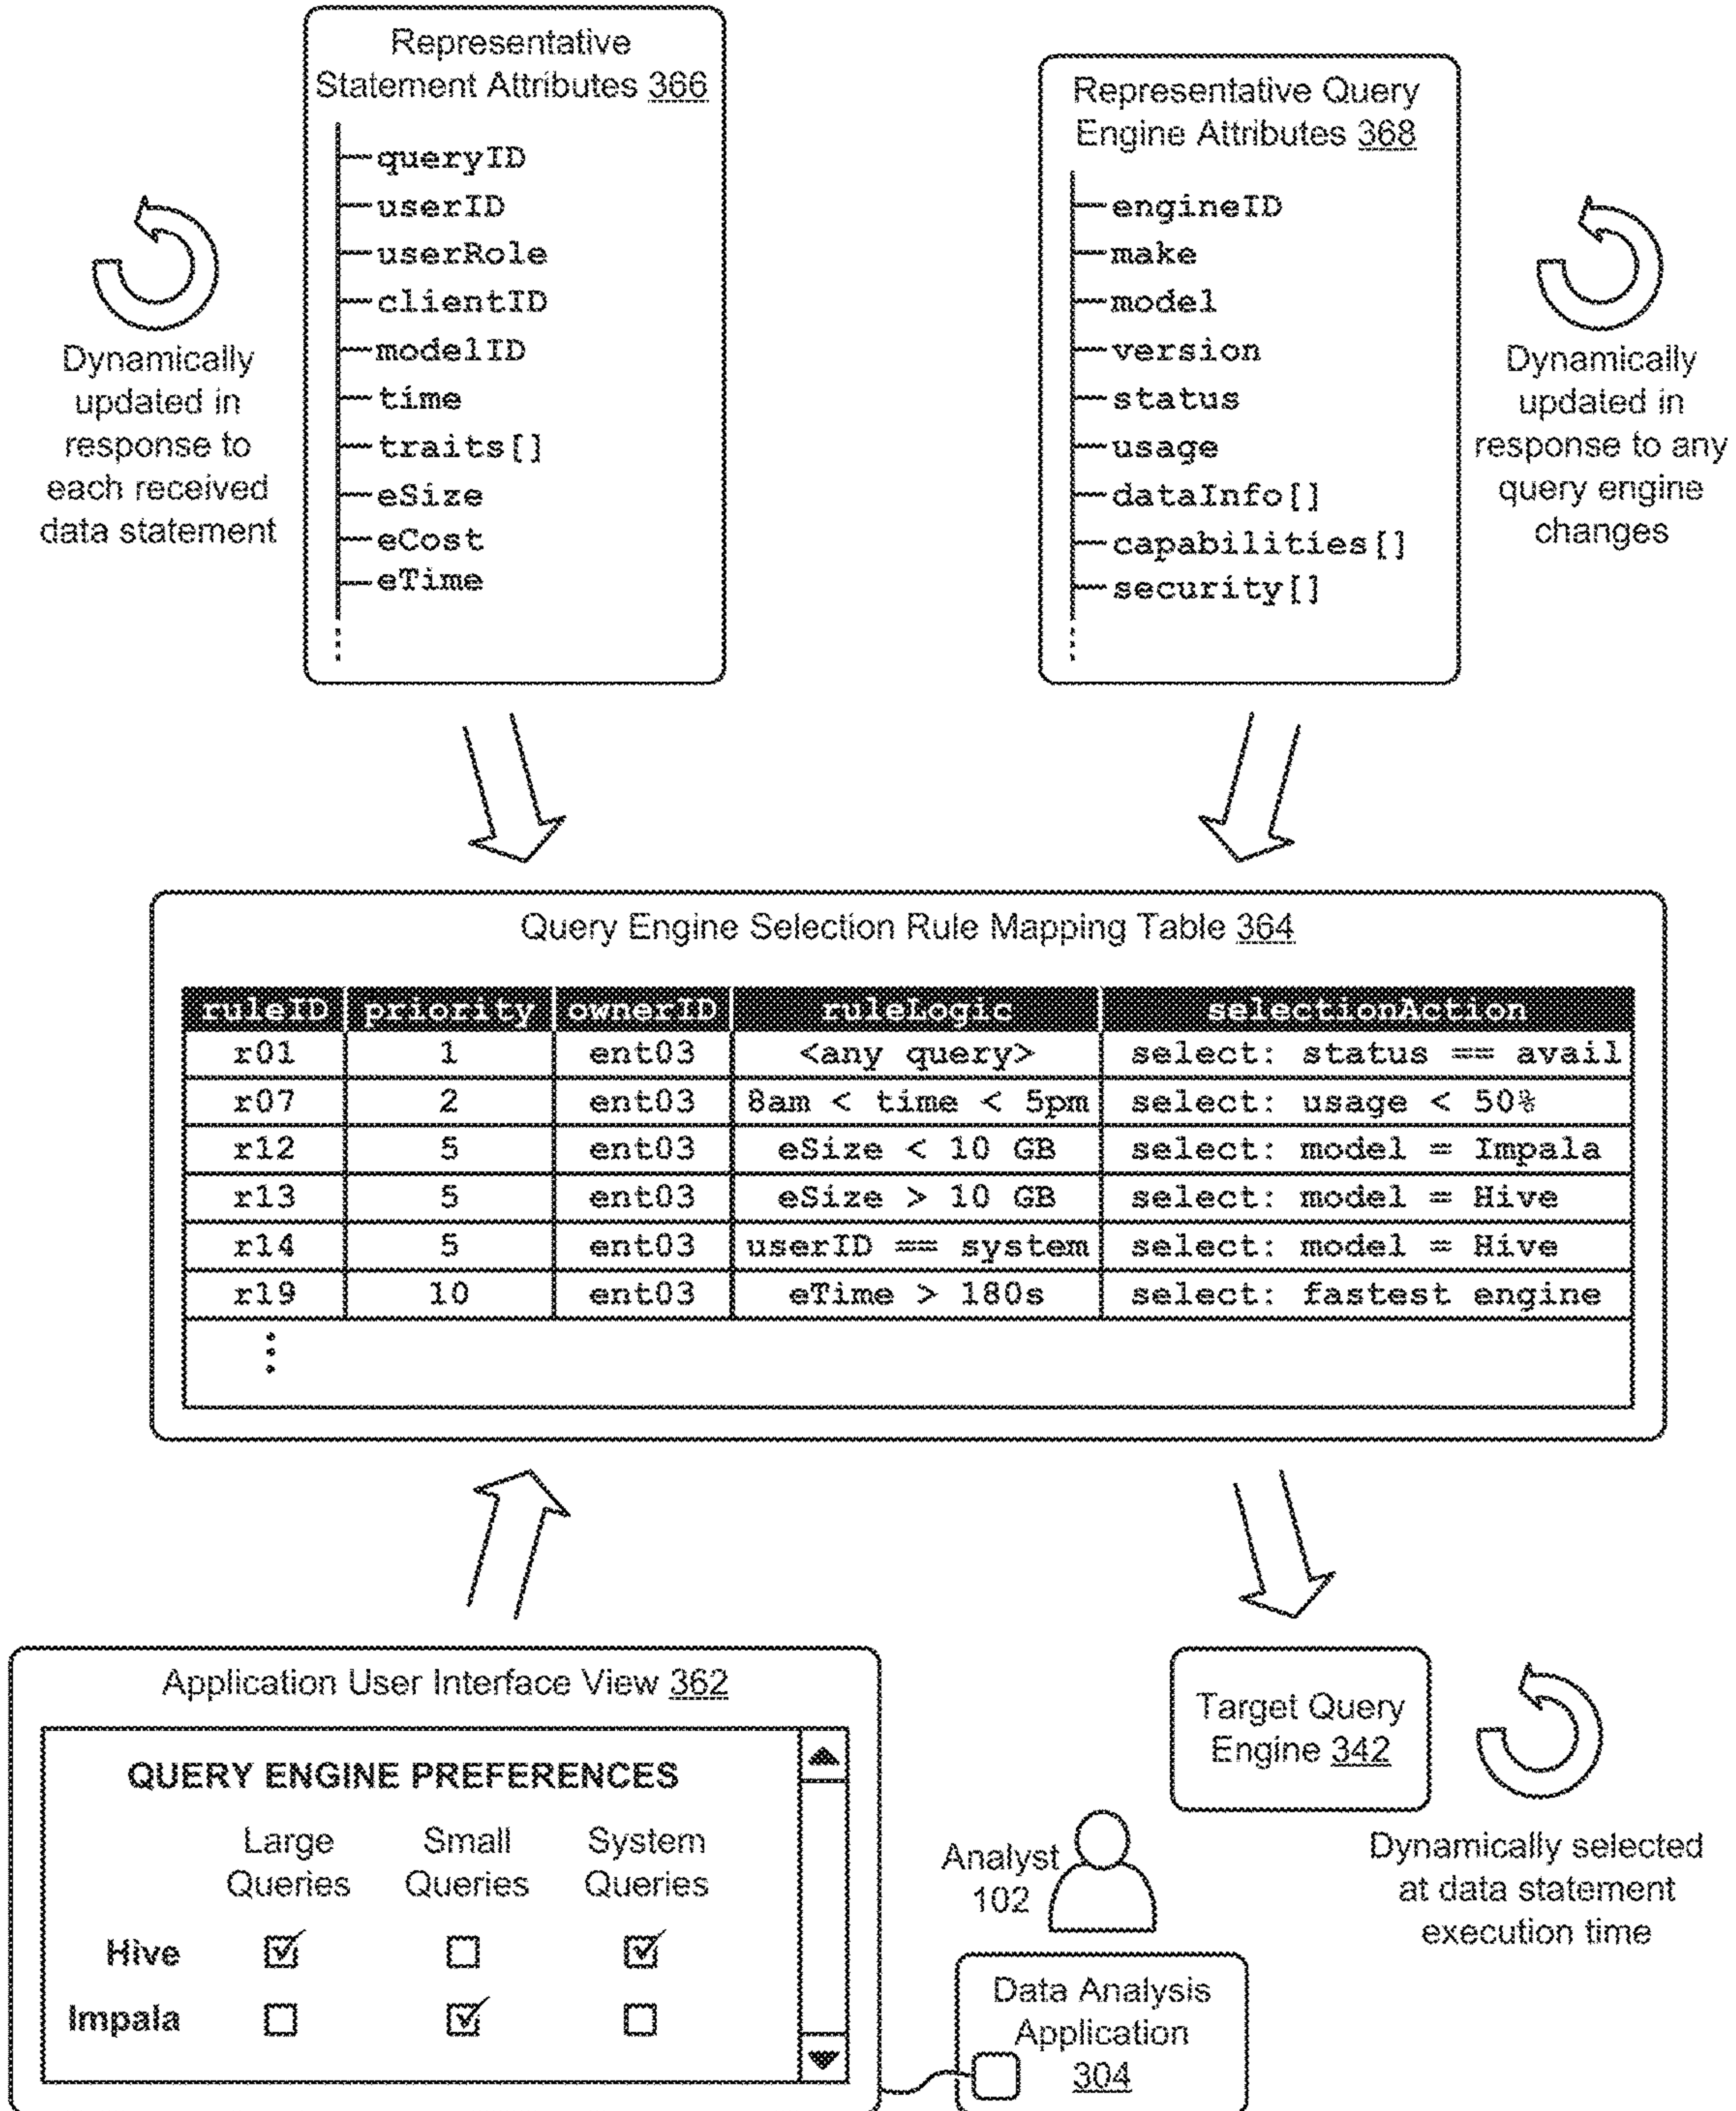 Representative
Statement Attributes 366
queryID
userID
userRole
clientID
modelID
time
traits[]
eSize
eCost
eTime
Dynamically
updated in
response to
each received
data statement
Representative Query
Engine Attributes 368
engineID
make
model
version
status
usage
dataInfo[]
capabilities[]
security[]
Dynamically
updated in
response to any
query engine
changes
Query Engine Selection Rule Mapping Table 364
ruleID priority ownerID ruleLogic selectionAction
r01 1 ent03 <any query> select: status == avail
r07 2 ent03 8am < time < 5pm select: usage < 50%
r12 5 ent03 eSize < 10 GB select: model = Impala
r13 5 ent03 eSize > 10 GB select: model = Hive
r14 5 ent03 userID == system select: model = Hive
r19 10 ent03 eTime > 180s select: fastest engine
Application User Interface View 362
QUERY ENGINE PREFERENCES
Large
Queries
Small
Queries
System
Queries
Hive
Impala
Target Query
Engine 342
Dynamically selected
at data statement
execution time
Analyst
102
Data Analysis
Application
304